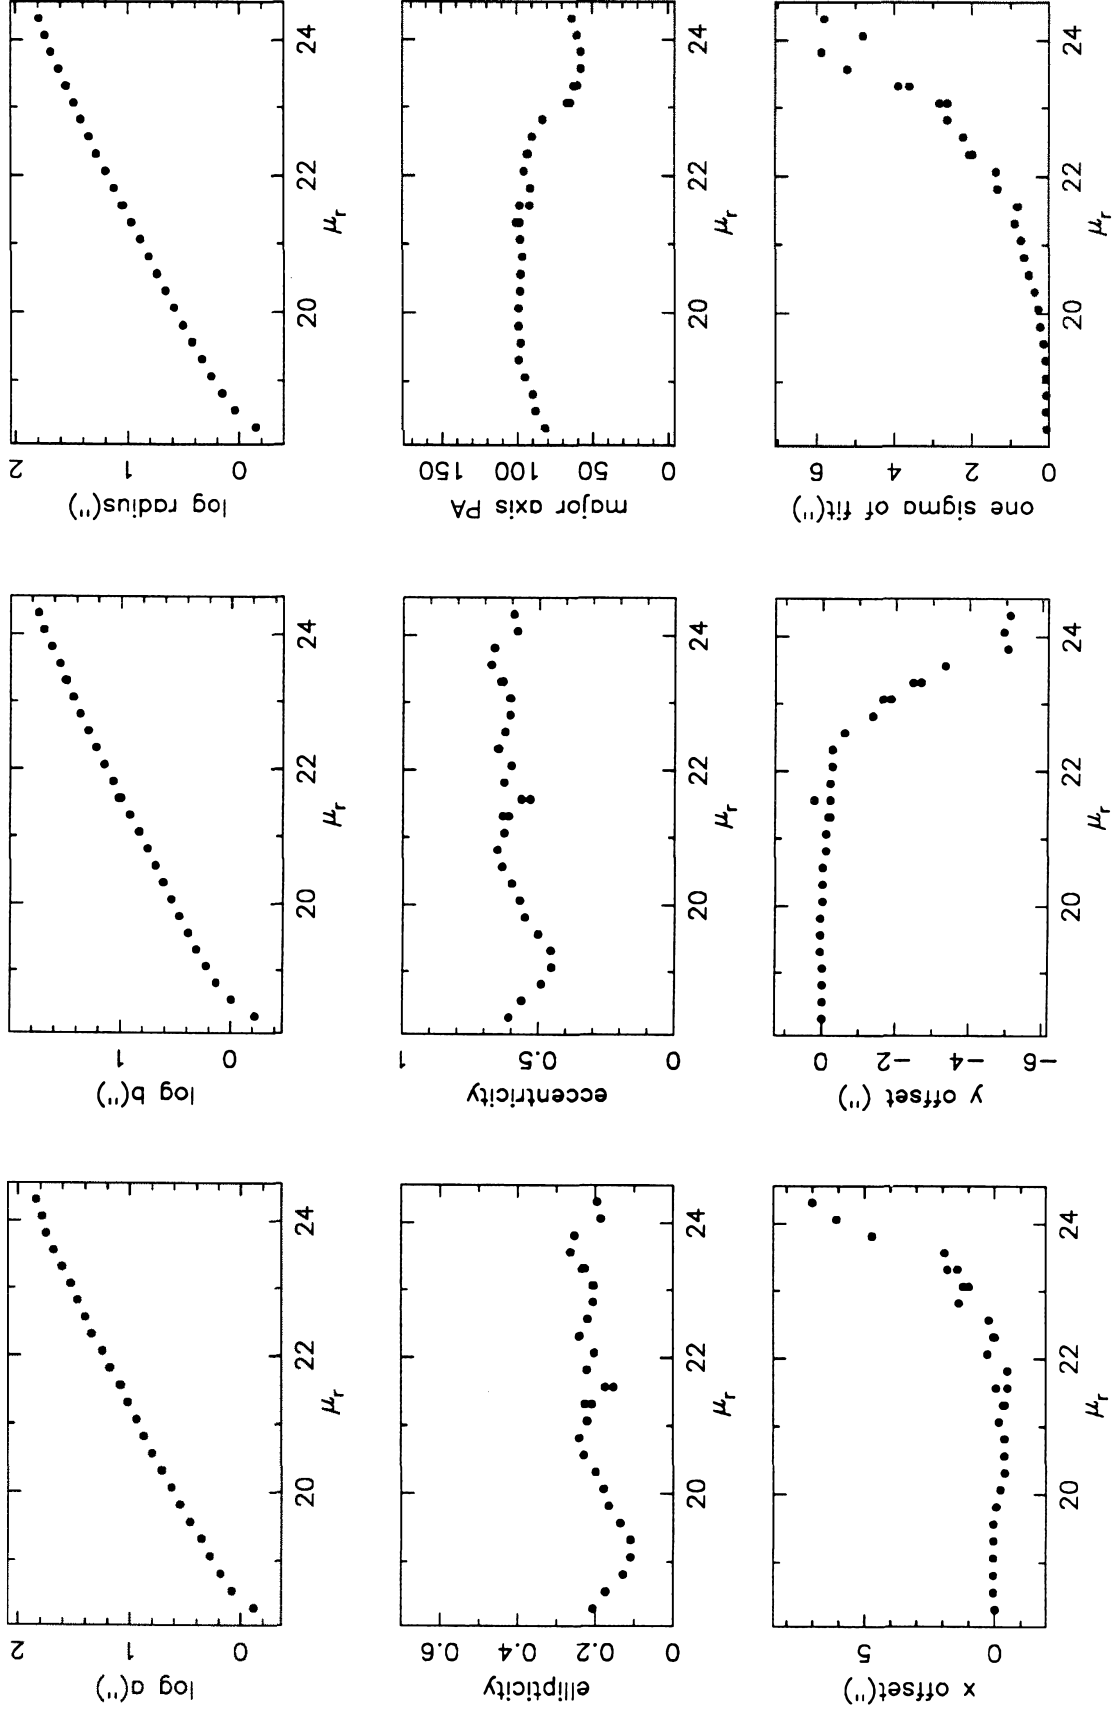 log a(")
2
1
0
20 22 24
μr
log b(")
1
0
20 22 24
μr
log radius(")
2
1
0
20 22 24
μr
ellipticity
0.6
0.4
0.2
0
20 22 24
μr
eccentricity
1
0.5
0
20 22 24
μr
major axis PA
150
100
50
0
20 22 24
μr
x offset(")
5
0
20 22 24
μr
y offset (")
0
−2
−4
−6
20 22 24
μr
one sigma of fit(")
6
4
2
0
20 22 24
μr